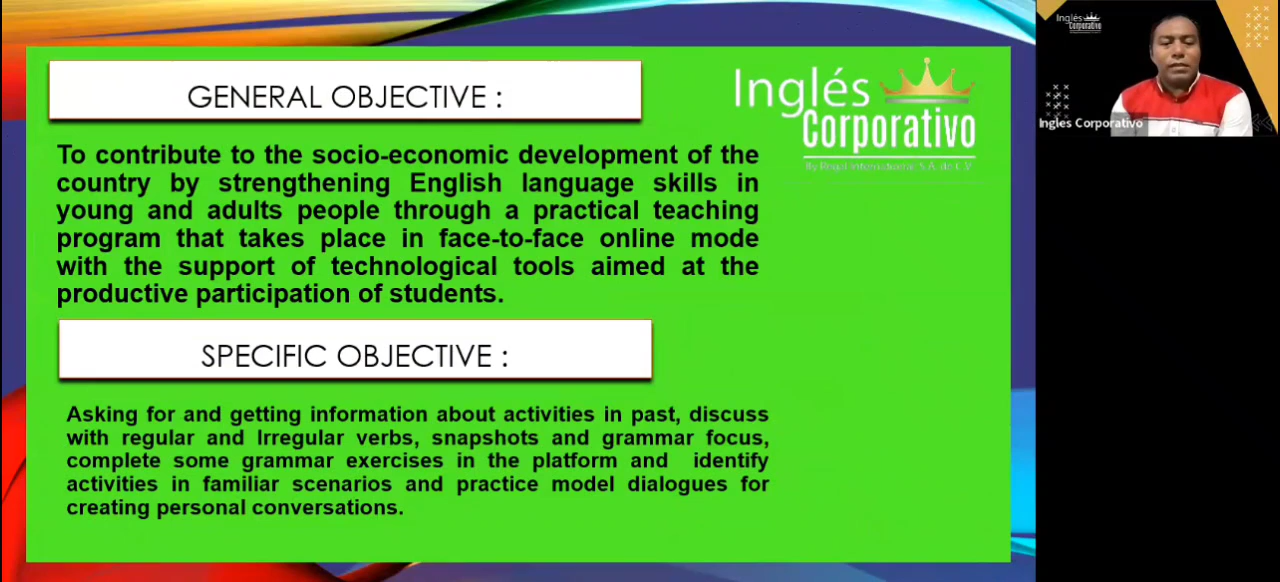 GENERAL OBJECTIVE :
Inglés
Corporativo
To contribute to the socio-economic development of the
country by strengthening English language skills in
young and adults people through a practical teaching
program that takes place in face-to-face online mode
with the support of technological tools aimed at the
productive participation of students.
SPECIFIC OBJECTIVE :
Asking for and getting information about activities in past, discuss
with regular and Irregular verbs, snapshots and grammar focus,
complete some grammar exercises in the platform and identify
activities in familiar scenarios and practice model dialogues for
creating personal conversations.
Inglés
Corporativo
Ingles Corporativo